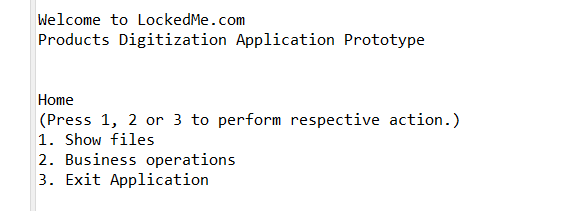 Welcome to LockedMe.com
Products Digitization Application Prototype
Home
(Press 1, 2 or 3 to perform respective action.)
1. Show files
2. Business operations
3. Exit Application